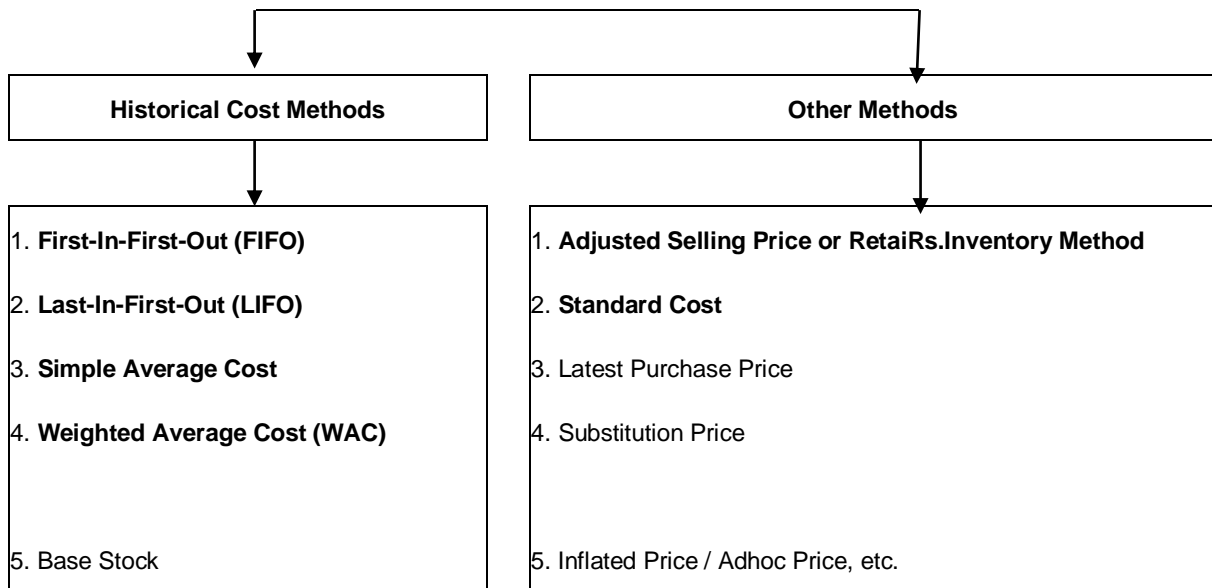 Historical Cost Methods
1. First-In-First-Out (FIFO)
2. Last-In-First-Out (LIFO)
3. Simple Average Cost
4. Weighted Average Cost (WAC)
5. Base Stock
Other Methods
1. Adjusted Selling Price or RetaiRs.Inventory Method
2. Standard Cost
3. Latest Purchase Price
4. Substitution Price
5. Inflated Price / Adhoc Price, etc.